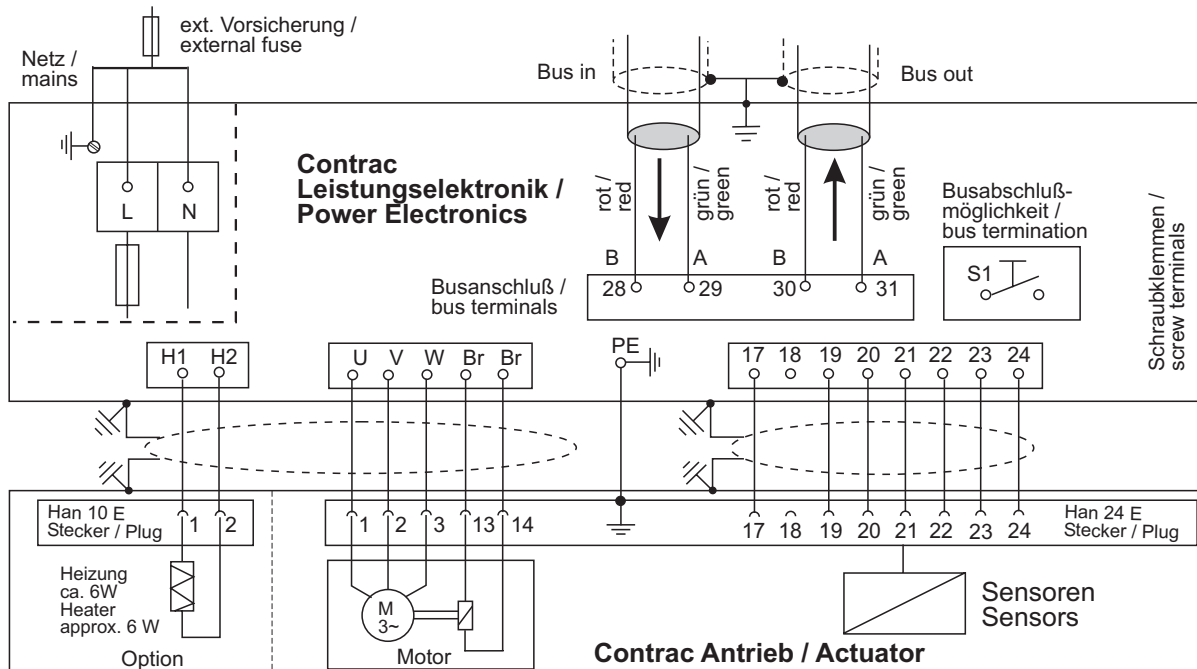 ext. Vorsicherung /
external fuse
Netz /
mains
Bus in
Bus out
Contrac
Leistungselektronik /
Power Electronics
L
N
rot /
red
grün /
green
rot /
red
grün /
green
Busabschluß-
möglichkeit /
bus termination
S1
Schraubklemmen /
screw terminals
B A B A
Busanschluß /
bus terminals
28 29 30 31
H1 H2
U V W Br Br
PE
17 18 19 20 21 22 23 24
Han 10 E
Stecker / Plug
1 2
1 2 3 13 14
17 18 19 20 21 22 23 24
Han 24 E
Stecker / Plug
Heizung
ca. 6W
Heater
approx. 6 W
Option
M
3~
Motor
Sensoren
Sensors
Contrac Antrieb / Actuator